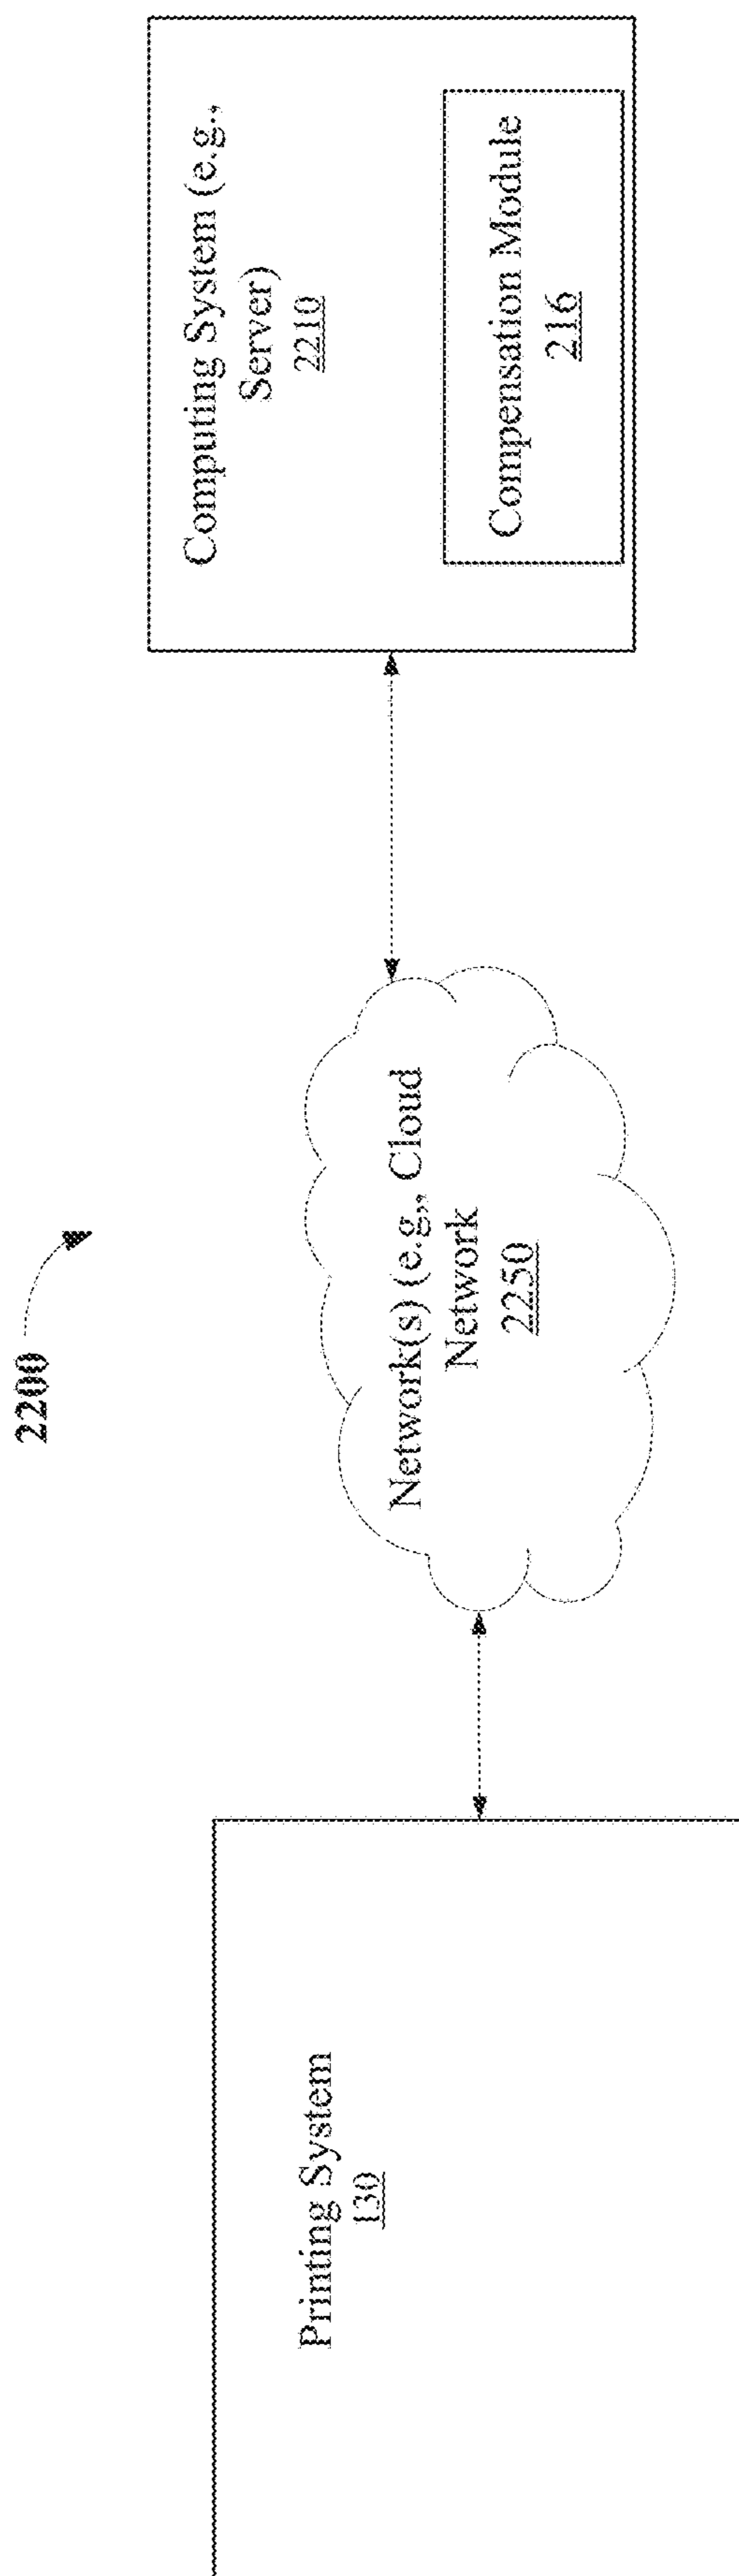 2200
Printing System
130
Network(s) (e.g., Cloud
Network
2250
Computing System (e.g.,
Server)
2210
Compensation Module
216